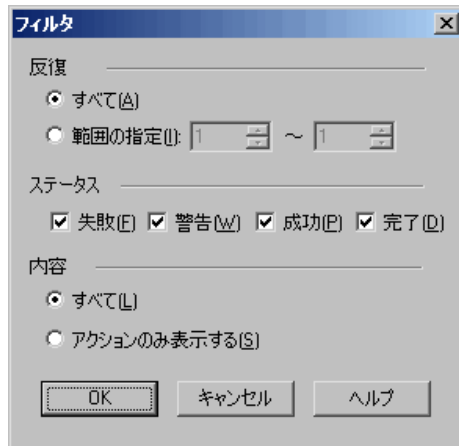 フィルタ
反復
すべて(A)
範囲の指定(I): 1 ～ 1
ステータス
失敗(F) 警告(W) 成功(P) 完了(D)
内容
すべて(L)
アクションのみ表示する(S)
OK キャンセル ヘルプ